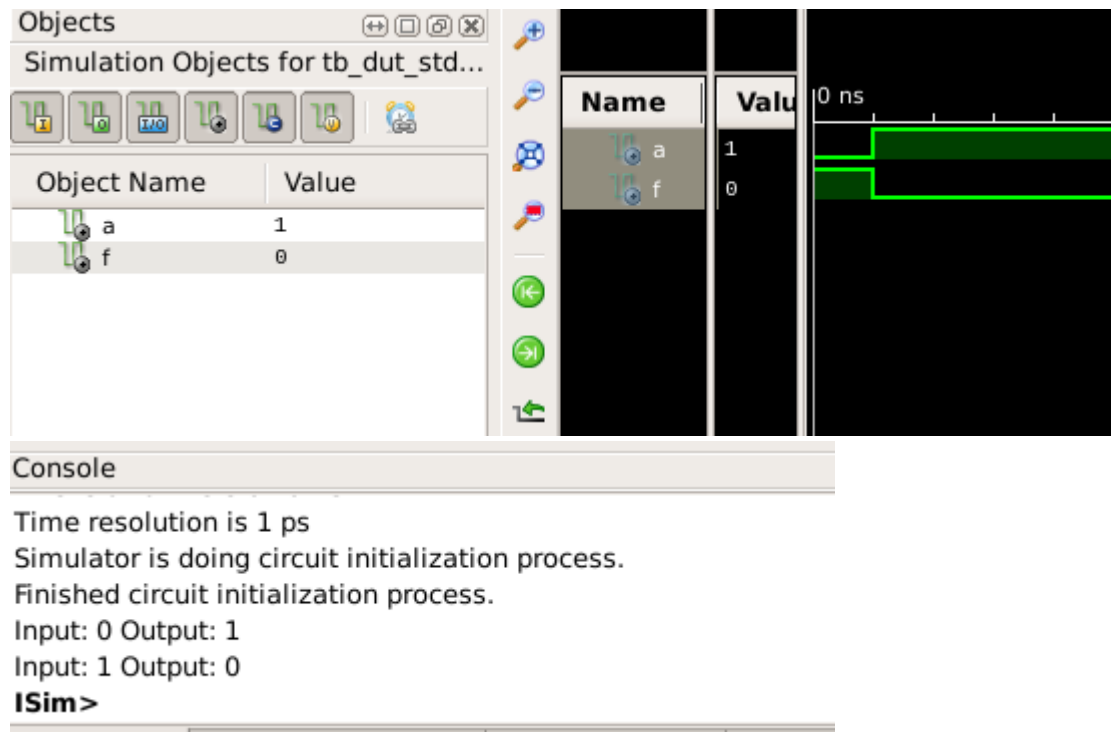 Objects
Simulation Objects for tb_dut_std...
I O I/O C V
Object Name Value
a 1
f 0
Name Valu 0 ns
a 1
f 0
Console
Time resolution is 1 ps
Simulator is doing circuit initialization process.
Finished circuit initialization process.
Input: 0 Output: 1
Input: 1 Output: 0
ISim>